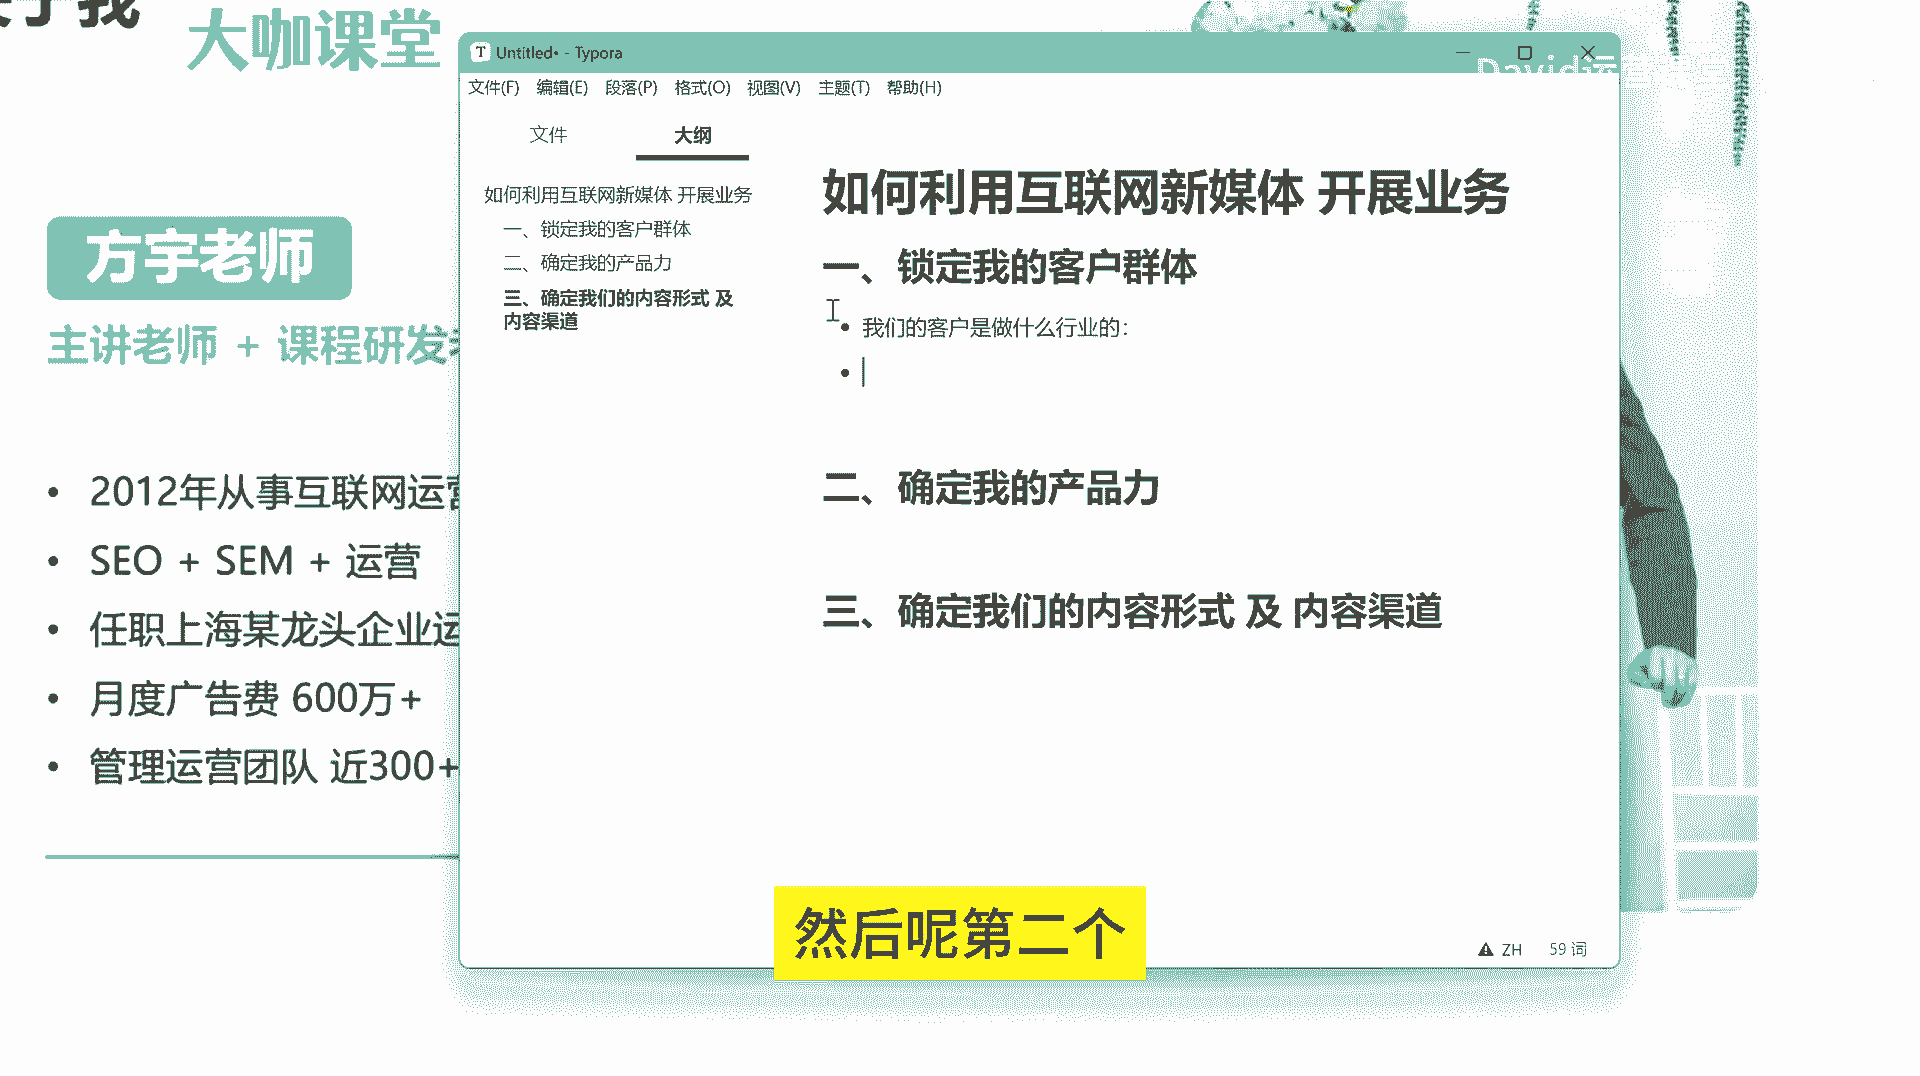 大咖课堂
方宇老师
主讲老师 + 课程研发
• 2012年从事互联网运营
• SEO + SEM + 运营
• 任职上海某龙头企业运
• 月度广告费 600万+
• 管理运营团队 近300+
Untitled• - Typora
文件(F) 编辑(E) 段落(P) 格式(O) 视图(V) 主题(T) 帮助(H)
文件 大纲
如何利用互联网新媒体 开展业务
一、锁定我的客户群体
二、确定我的产品力
三、确定我们的内容形式 及
内容渠道
如何利用互联网新媒体 开展业务
一、锁定我的客户群体
• 我们的客户是做什么行业的：
二、确定我的产品力
三、确定我们的内容形式 及 内容渠道
ZH 59 词
然后呢第二个